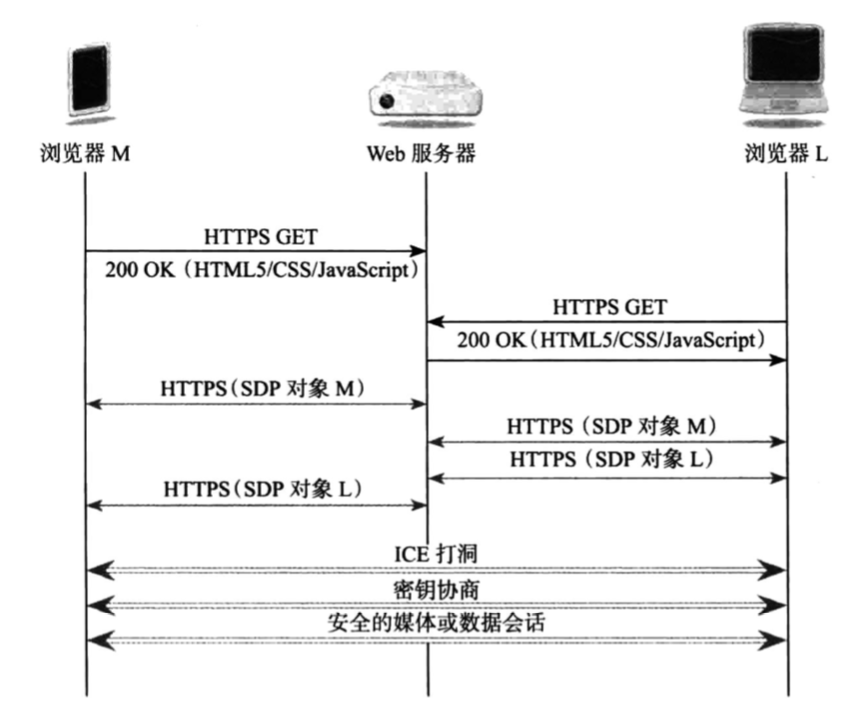 浏览器 M
Web 服务器
浏览器 L
HTTPS GET
200 OK（HTML5/CSS/JavaScript）
HTTPS GET
200 OK（HTML5/CSS/JavaScript）
HTTPS（SDP 对象 M）
HTTPS（SDP 对象 M）
HTTPS（SDP 对象 L）
HTTPS（SDP 对象 L）
ICE 打洞
密钥协商
安全的媒体或数据会话